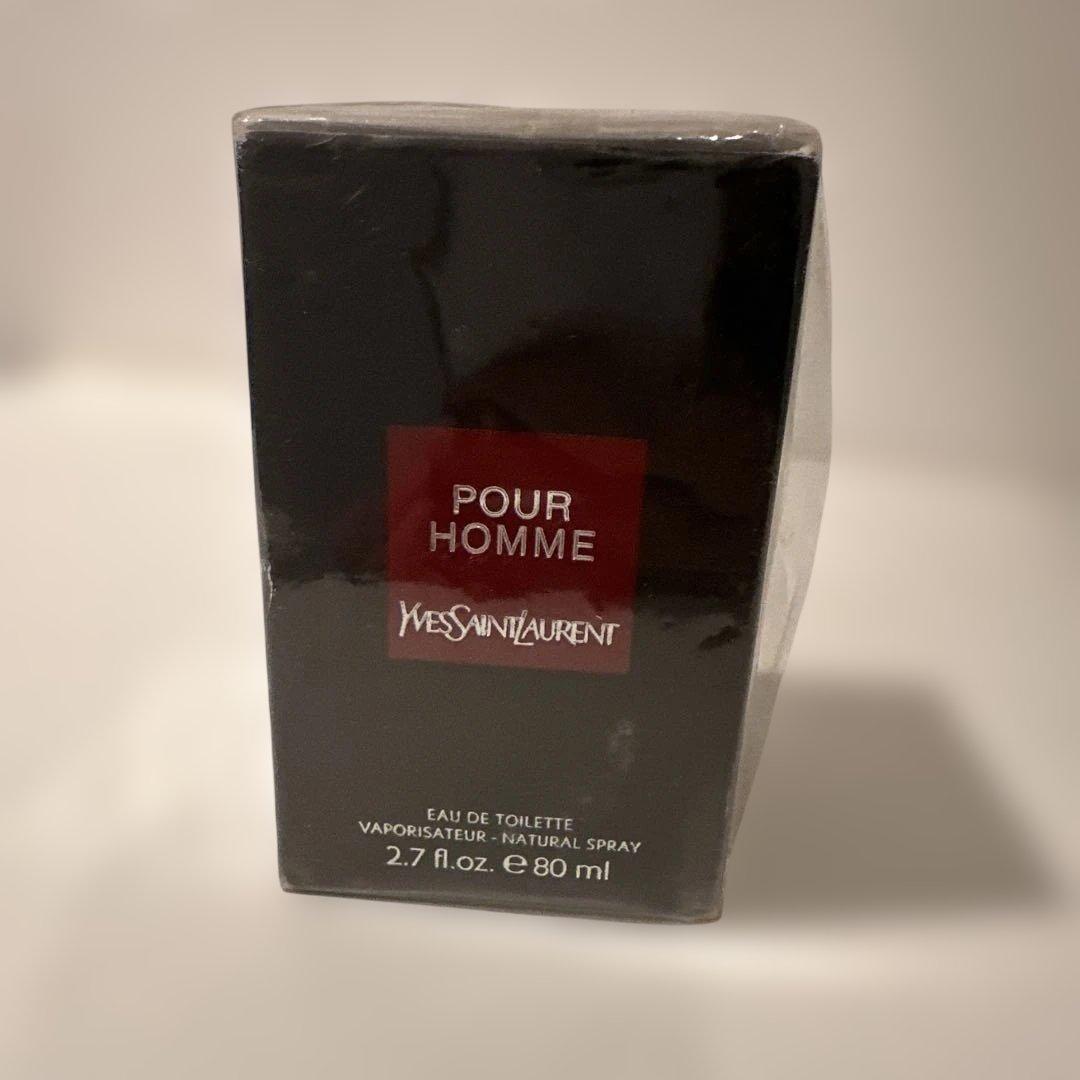 POUR
HOMME
YVESSAINTLAURENT
EAU DE TOILETTE
VAPORISATEUR - NATURAL SPRAY
2.7 fl.oz. e 80 ml